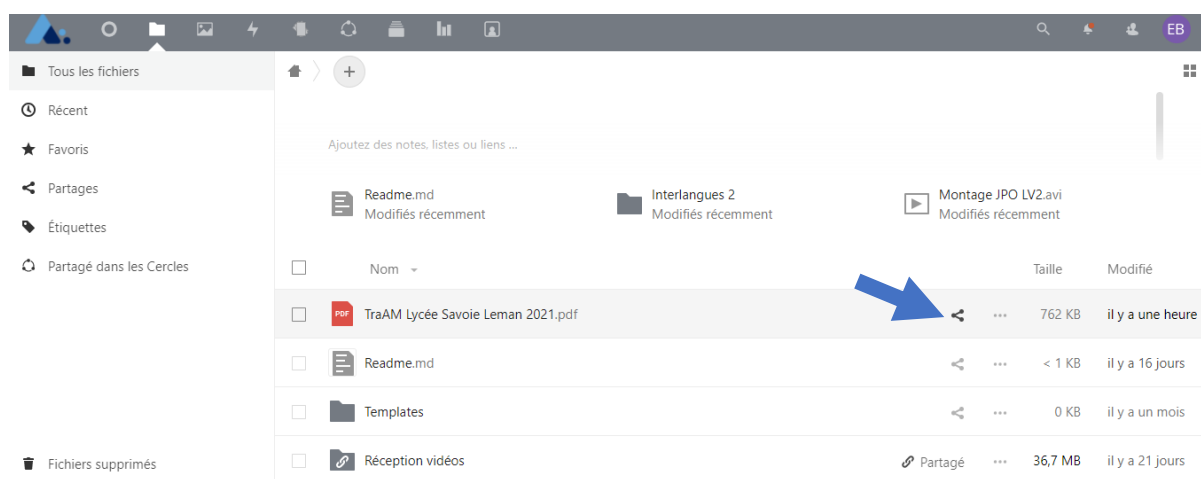 EB
Tous les fichiers
Récent
Favoris
Partages
Étiquettes
Partagé dans les Cercles
Fichiers supprimés
Ajoutez des notes, listes ou liens ...
Readme.md
Modifiés récemment
Interlangues 2
Modifiés récemment
Montage JPO LV2.avi
Modifiés récemment
Nom Taille Modifié
PDF TraAM Lycée Savoie Leman 2021.pdf 762 KB il y a une heure
Readme.md < 1 KB il y a 16 jours
Templates 0 KB il y a un mois
Réception vidéos Partagé 36,7 MB il y a 21 jours